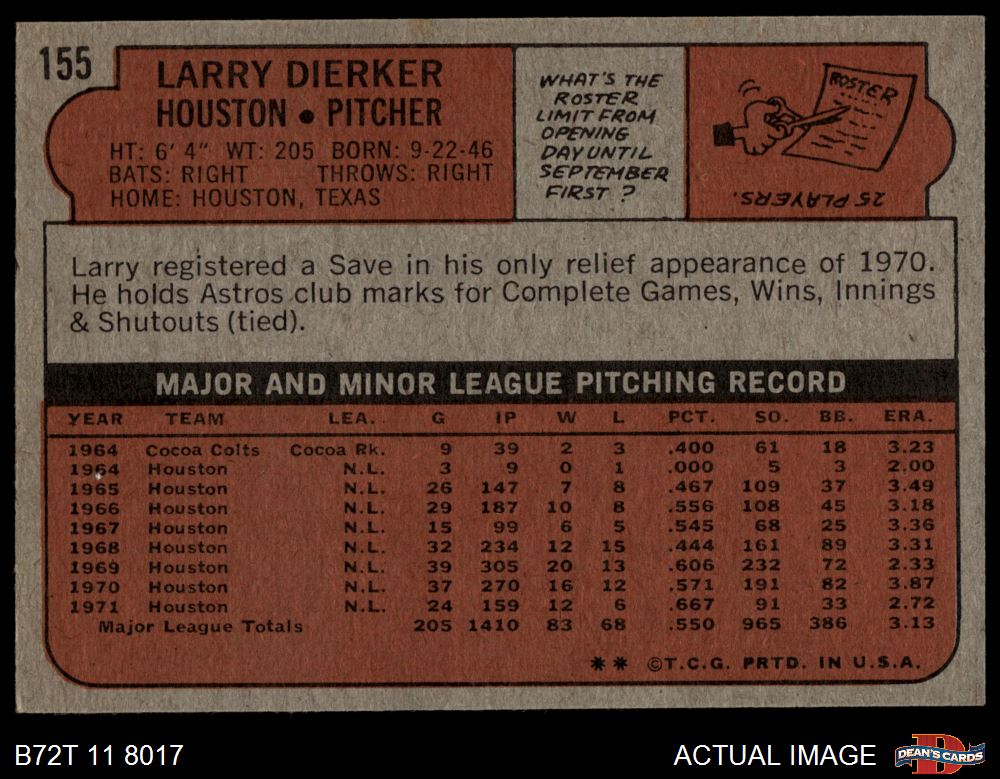 155
LARRY DIERKER
HOUSTON • PITCHER
HT: 6' 4" WT: 205 BORN: 9-22-46
BATS: RIGHT THROWS: RIGHT
HOME: HOUSTON, TEXAS
WHAT'S THE
ROSTER
LIMIT FROM
OPENING
DAY UNTIL
SEPTEMBER
FIRST ?
ROSTER
25 PLAYERS.
Larry registered a Save in his only relief appearance of 1970.
He holds Astros club marks for Complete Games, Wins, Innings
& Shutouts (tied).
MAJOR AND MINOR LEAGUE PITCHING RECORD
YEAR TEAM LEA. G IP W L PCT. SO. BB. ERA.
1964 Cocoa Colts Cocoa Rk. 9 39 2 3 .400 61 18 3.23
1964 Houston N.L. 3 9 0 1 .000 5 3 2.00
1965 Houston N.L. 26 147 7 8 .467 109 37 3.49
1966 Houston N.L. 29 187 10 8 .556 108 45 3.18
1967 Houston N.L. 15 99 6 5 .545 68 25 3.36
1968 Houston N.L. 32 234 12 15 .444 161 89 3.31
1969 Houston N.L. 39 305 20 13 .606 232 72 2.33
1970 Houston N.L. 37 270 16 12 .571 191 82 3.87
1971 Houston N.L. 24 159 12 6 .667 91 33 2.72
Major League Totals 205 1410 83 68 .550 965 386 3.13
** ©T.C.G. PRTD. IN U.S.A.
B72T 11 8017
ACTUAL IMAGE
DEAN'S CARDS